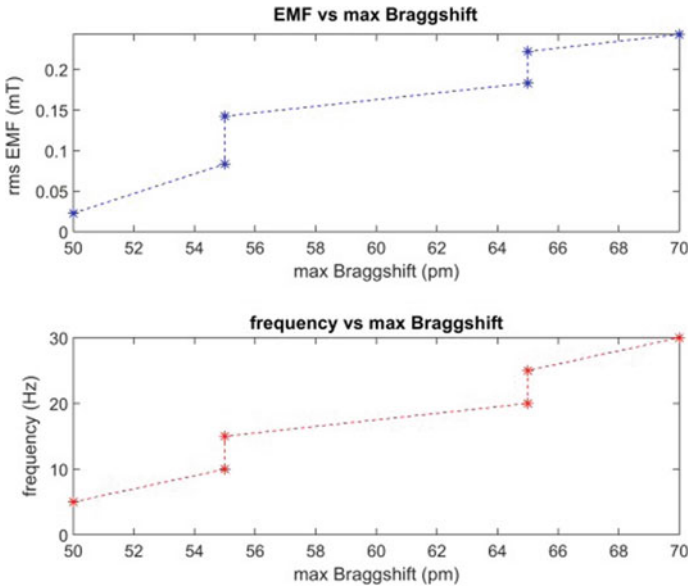 EMF vs max Braggshift
rms EMF (mT)
0.2
0.15
0.1
0.05
0
50 52 54 56 58 60 62 64 66 68 70
max Braggshift (pm)
frequency vs max Braggshift
frequency (Hz)
30
20
10
0
50 52 54 56 58 60 62 64 66 68 70
max Braggshift (pm)